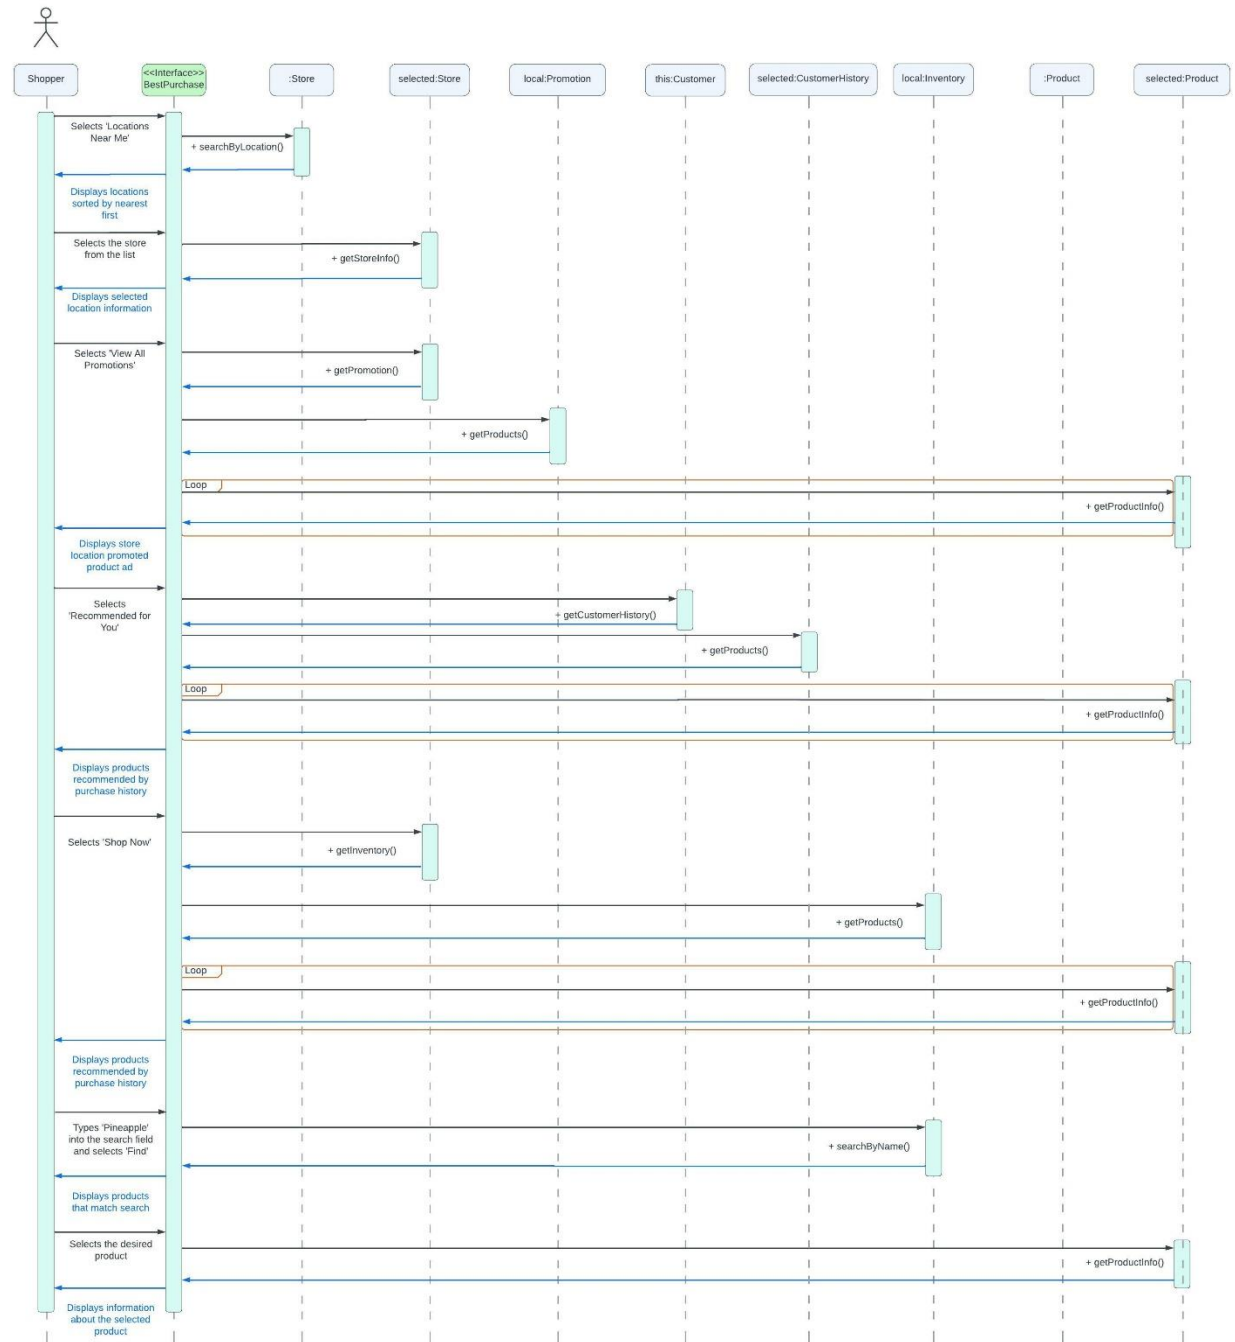 Shopper
<<Interface>>
BestPurchase
:Store
selected:Store
local:Promotion
this:Customer
selected:CustomerHistory
local:Inventory
:Product
selected:Product
Selects 'Locations
Near Me'
+ searchByLocation()
Displays locations
sorted by nearest
first
Selects the store
from the list
+ getStoreInfo()
Displays selected
location information
Selects 'View All
Promotions'
+ getPromotion()
+ getProducts()
Loop
+ getProductInfo()
Displays store
location promoted
product ad
Selects
'Recommended for
You'
+ getCustomerHistory()
+ getProducts()
Loop
+ getProductInfo()
Displays products
recommended by
purchase history
Selects 'Shop Now'
+ getInventory()
+ getProducts()
Loop
+ getProductInfo()
Displays products
recommended by
purchase history
Types 'Pineapple'
into the search field
and selects 'Find'
+ searchByName()
Displays products
that match search
Selects the desired
product
+ getProductInfo()
Displays information
about the selected
product